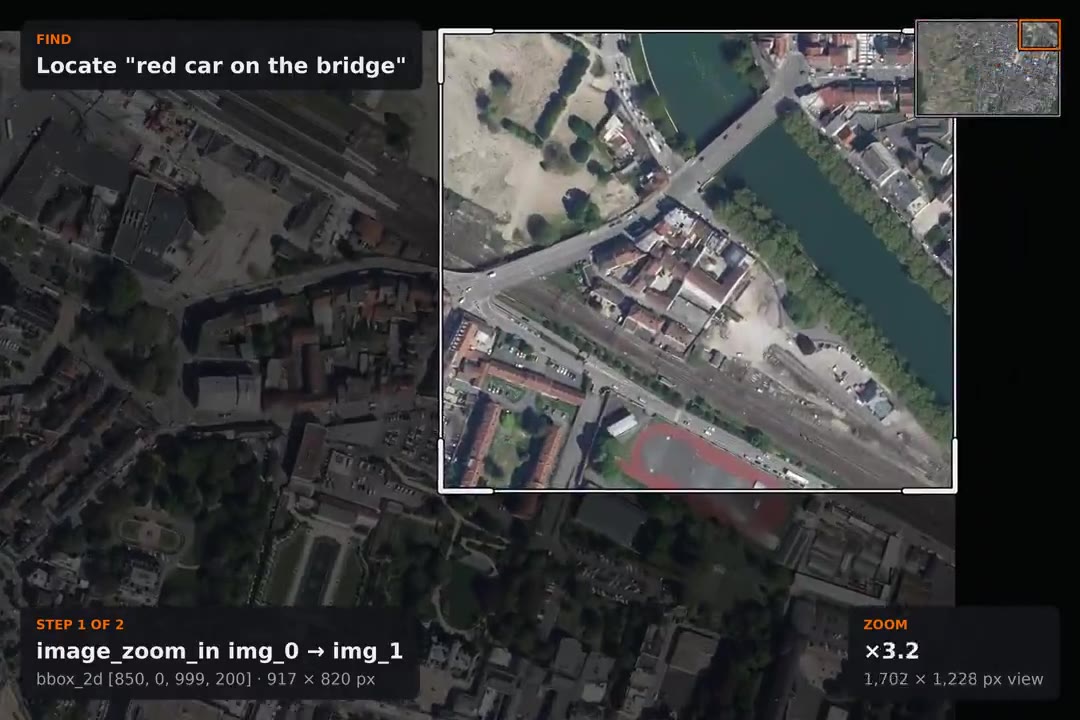 FIND
Locate "red car on the bridge"
STEP 1 OF 2
image_zoom_in img_0 → img_1
bbox_2d [850, 0, 999, 200] · 917 × 820 px
ZOOM
×3.2
1,702 × 1,228 px view